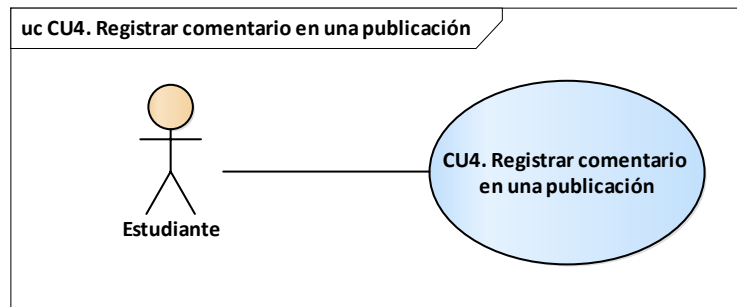 uc CU4. Registrar comentario en una publicación
CU4. Registrar comentario
en una publicación
Estudiante